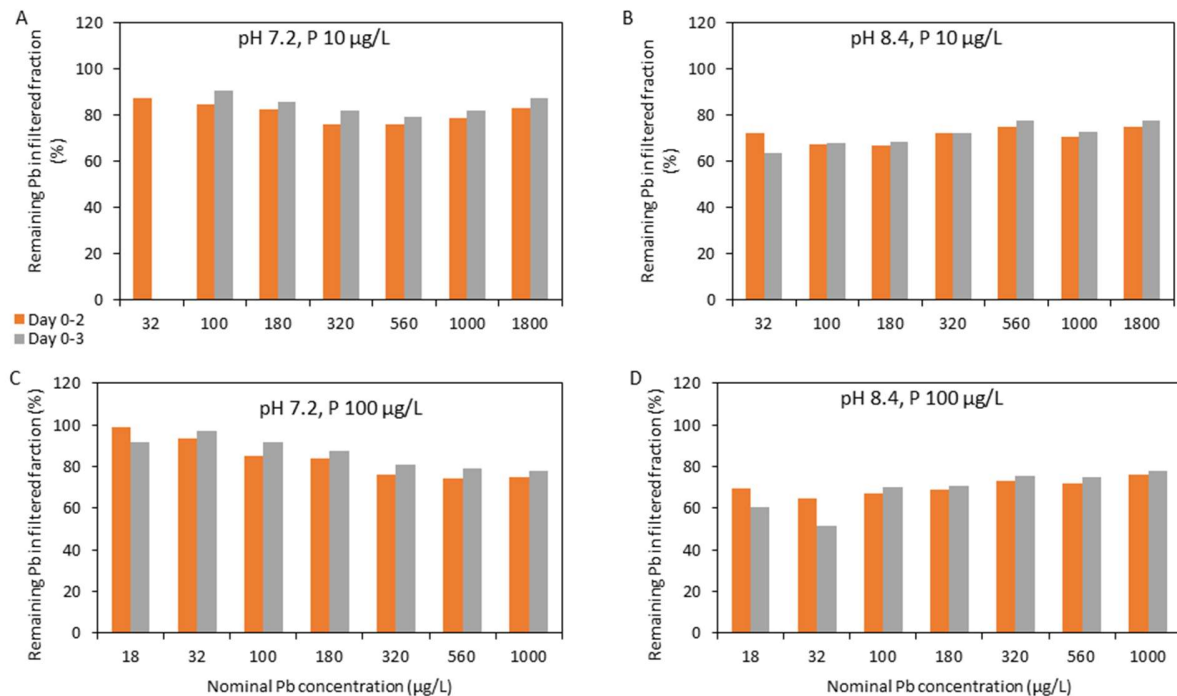 A
pH 7.2, P 10 µg/L
Remaining Pb in filtered fraction
(%)
120
100
80
60
40
20
0
32 100 180 320 560 1000 1800
B
pH 8.4, P 10 µg/L
Remaining Pb in filtered fraction
(%)
120
100
80
60
40
20
0
32 100 180 320 560 1000 1800
Day 0-2
Day 0-3
C
pH 7.2, P 100 µg/L
Remaining Pb in filtered farction (%)
120
100
80
60
40
20
0
18 32 100 180 320 560 1000
Nominal Pb concentration (µg/L)
D
pH 8.4, P 100 µg/L
Remaining Pb in filtered fraction (%)
120
100
80
60
40
20
0
18 32 100 180 320 560 1000
Nominal Pb concentration (µg/L)